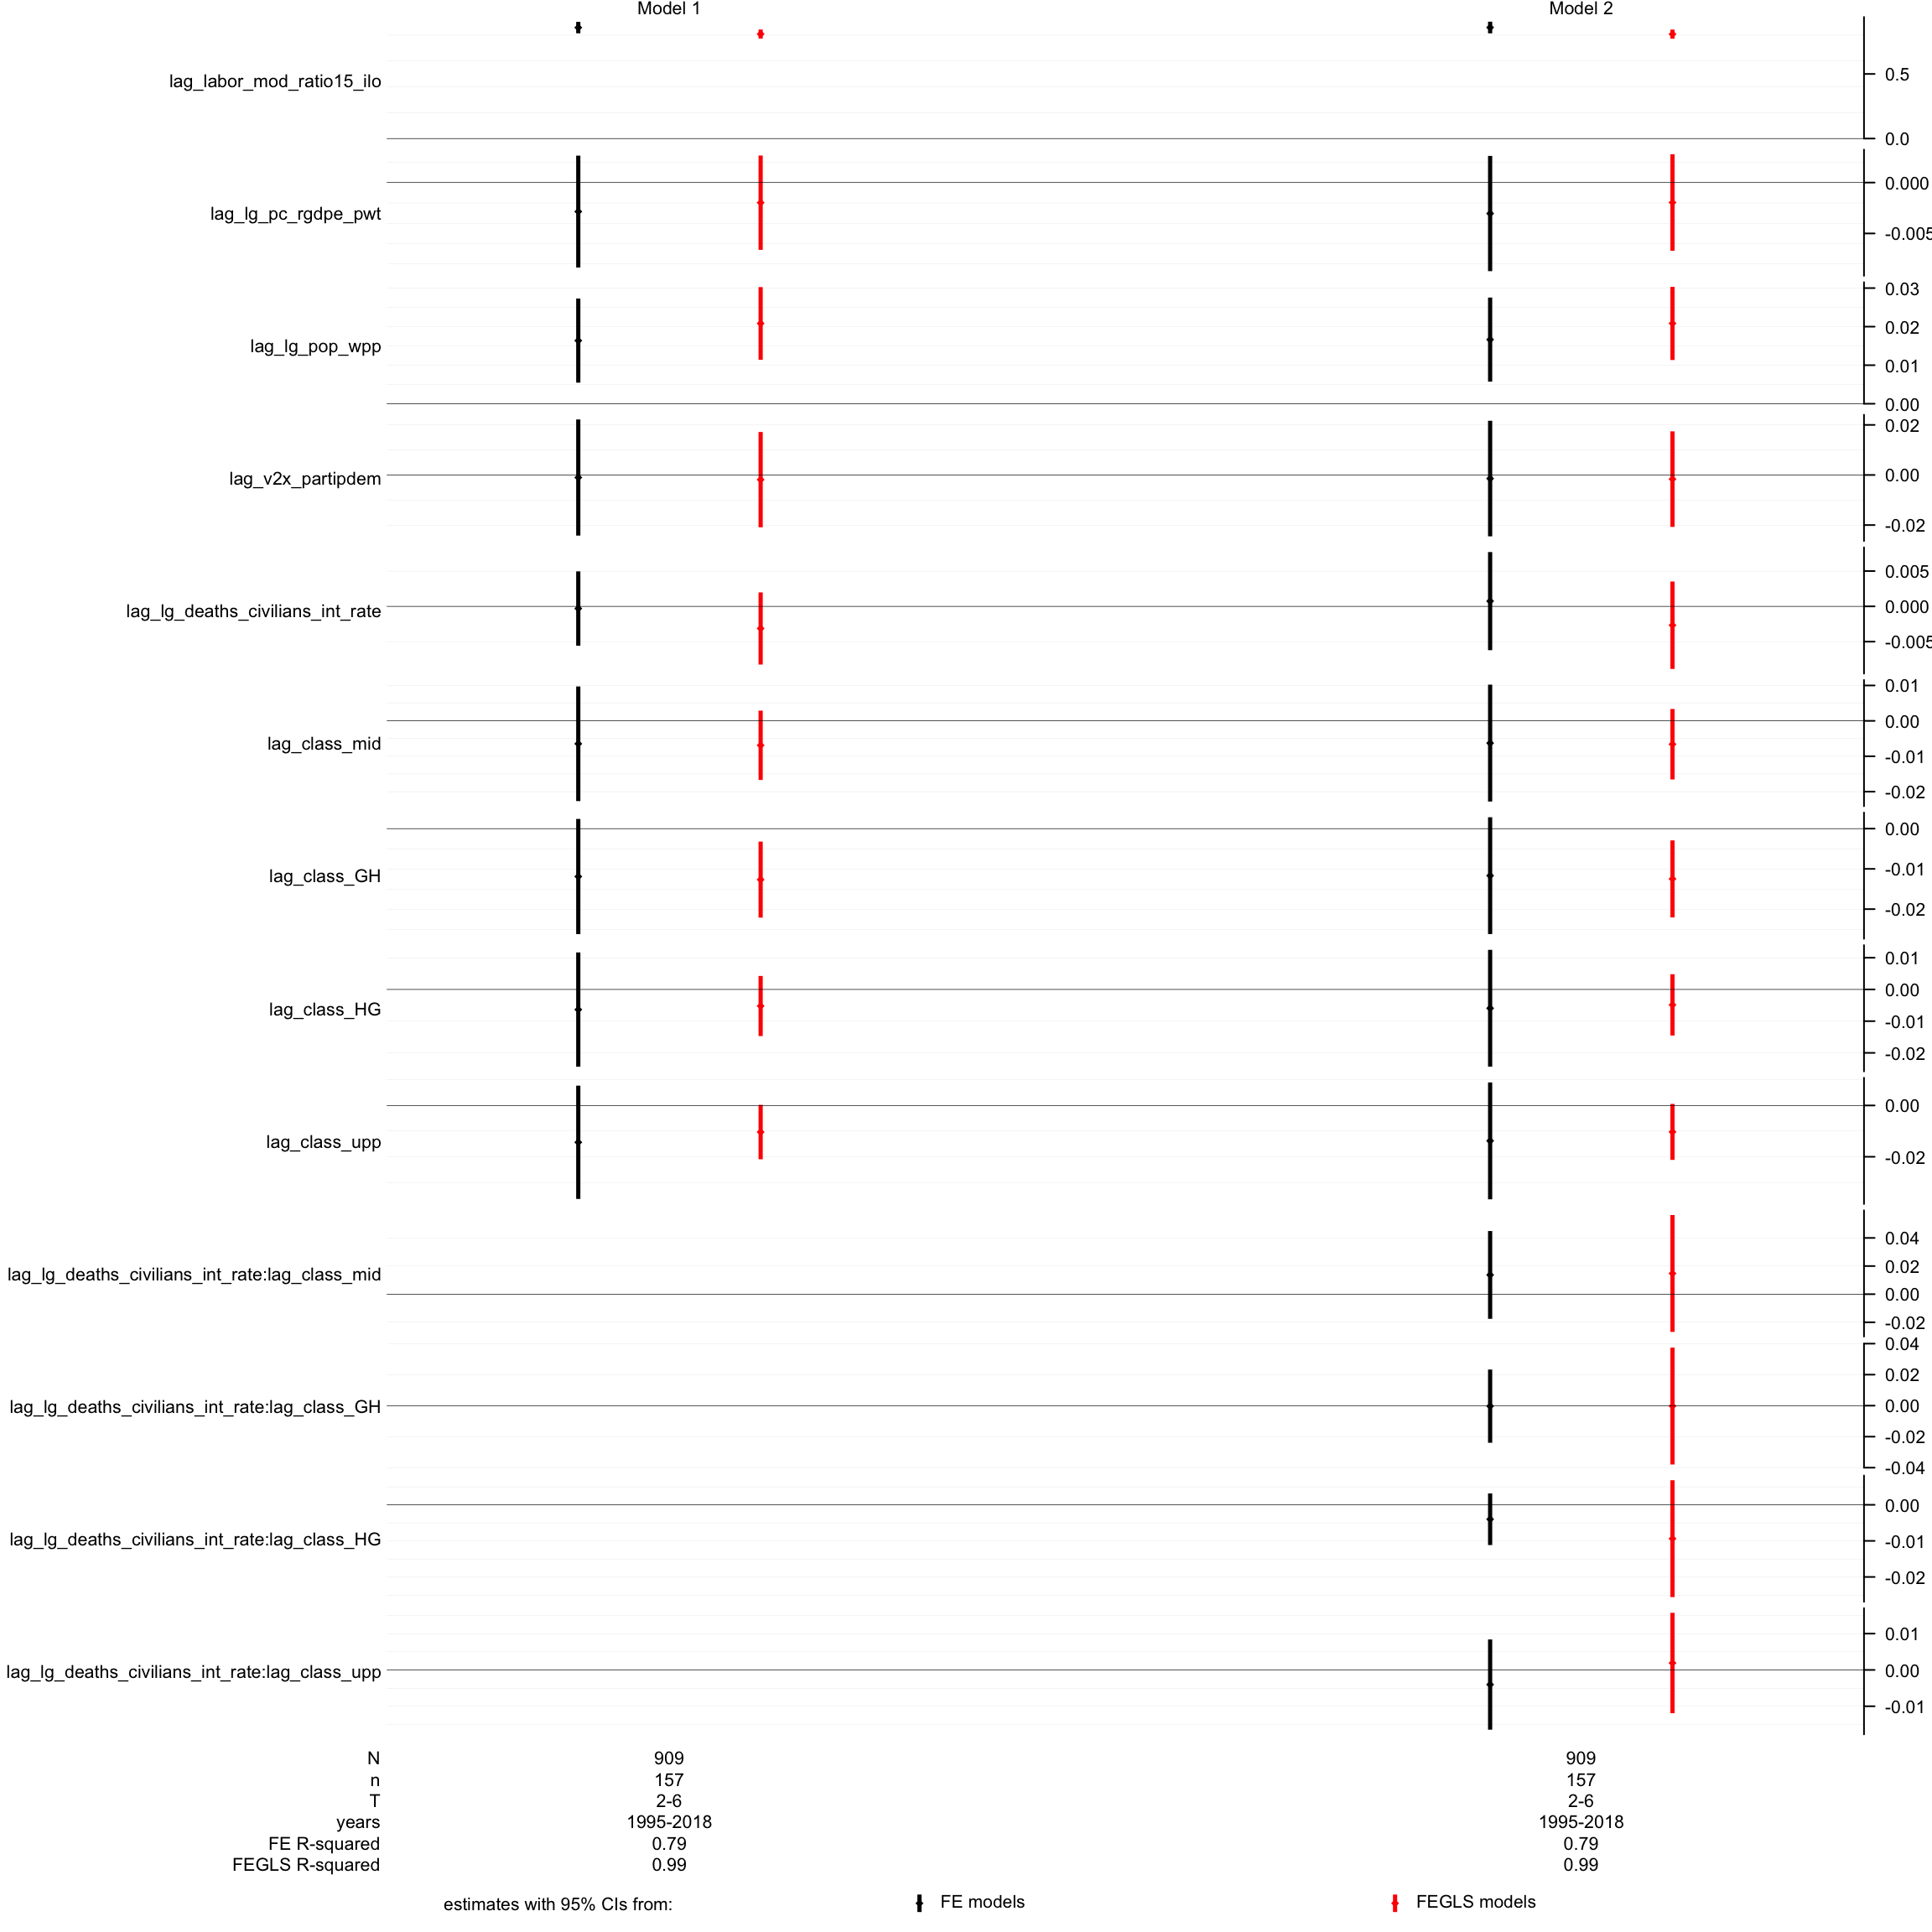 Model 1 Model 2
lag_labor_mod_ratio15_ilo
0.5
0.0
lag_lg_pc_rgdpe_pwt
0.000
-0.005
lag_lg_pop_wpp
0.03
0.02
0.01
0.00
lag_v2x_partipdem
0.02
0.00
-0.02
lag_lg_deaths_civilians_int_rate
0.005
0.000
-0.005
lag_class_mid
0.01
0.00
-0.01
-0.02
lag_class_GH
0.00
-0.01
-0.02
lag_class_HG
0.01
0.00
-0.01
-0.02
lag_class_upp
0.00
-0.02
lag_lg_deaths_civilians_int_rate:lag_class_mid
0.04
0.02
0.00
-0.02
lag_lg_deaths_civilians_int_rate:lag_class_GH
0.04
0.02
0.00
-0.02
-0.04
lag_lg_deaths_civilians_int_rate:lag_class_HG
0.00
-0.01
-0.02
lag_lg_deaths_civilians_int_rate:lag_class_upp
0.01
0.00
-0.01
N 909 909
n 157 157
T 2-6 2-6
years 1995-2018 1995-2018
FE R-squared 0.79 0.79
FEGLS R-squared 0.99 0.99
estimates with 95% CIs from: FE models FEGLS models